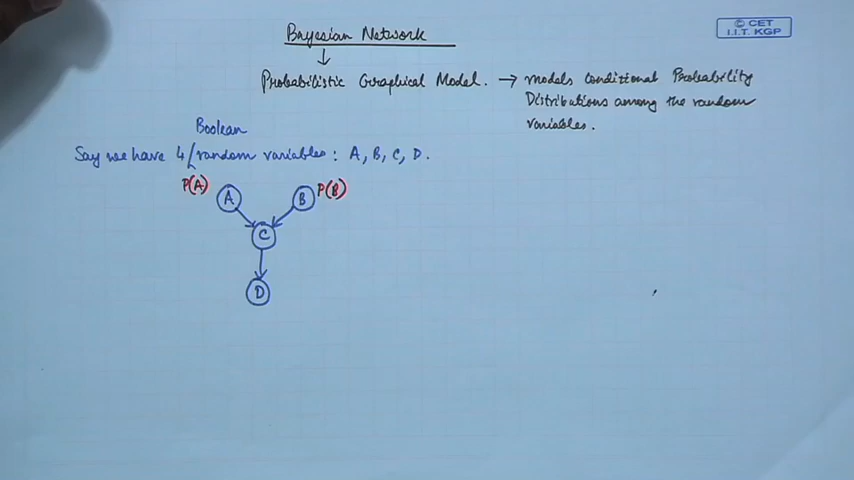 Bayesian Network
© CET
I.I.T. KGP
Probabilistic Graphical Model. → models Conditional Probability
Distributions among the random
variables.
Boolean
Say we have 4 random variables : A, B, C, D.
P(A) A B P(B)
C
D